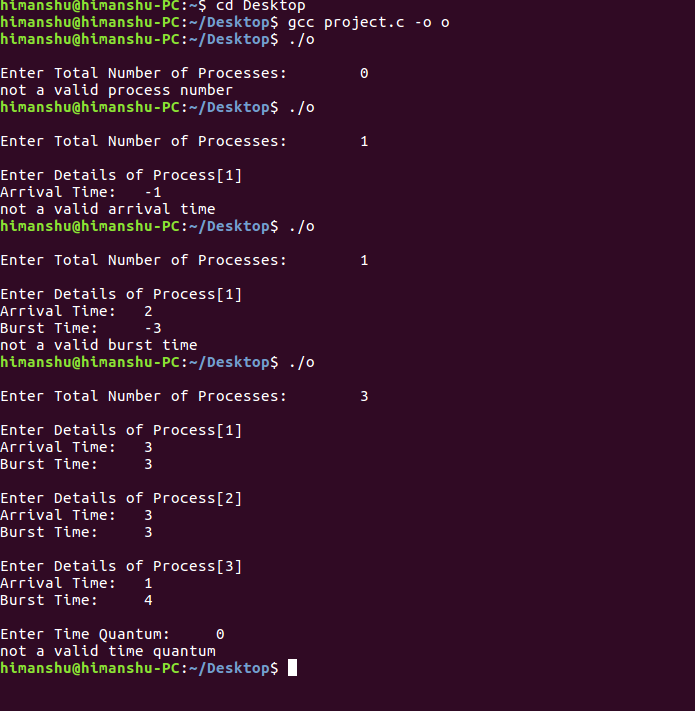 himanshu@himanshu-PC:~$ cd Desktop
himanshu@himanshu-PC:~/Desktop$ gcc project.c -o o
himanshu@himanshu-PC:~/Desktop$ ./o
Enter Total Number of Processes:        0
not a valid process number
himanshu@himanshu-PC:~/Desktop$ ./o
Enter Total Number of Processes:        1
Enter Details of Process[1]
Arrival Time:   -1
not a valid arrival time
himanshu@himanshu-PC:~/Desktop$ ./o
Enter Total Number of Processes:        1
Enter Details of Process[1]
Arrival Time:   2
Burst Time:     -3
not a valid burst time
himanshu@himanshu-PC:~/Desktop$ ./o
Enter Total Number of Processes:        3
Enter Details of Process[1]
Arrival Time:   3
Burst Time:     3
Enter Details of Process[2]
Arrival Time:   3
Burst Time:     3
Enter Details of Process[3]
Arrival Time:   1
Burst Time:     4
Enter Time Quantum:     0
not a valid time quantum
himanshu@himanshu-PC:~/Desktop$